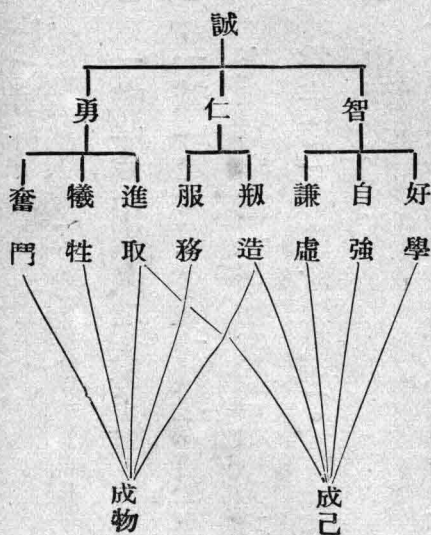 誠
智
仁
勇
好學
自強
謙虛
刱造
服務
進取
犧牲
奮鬥
成己
成物